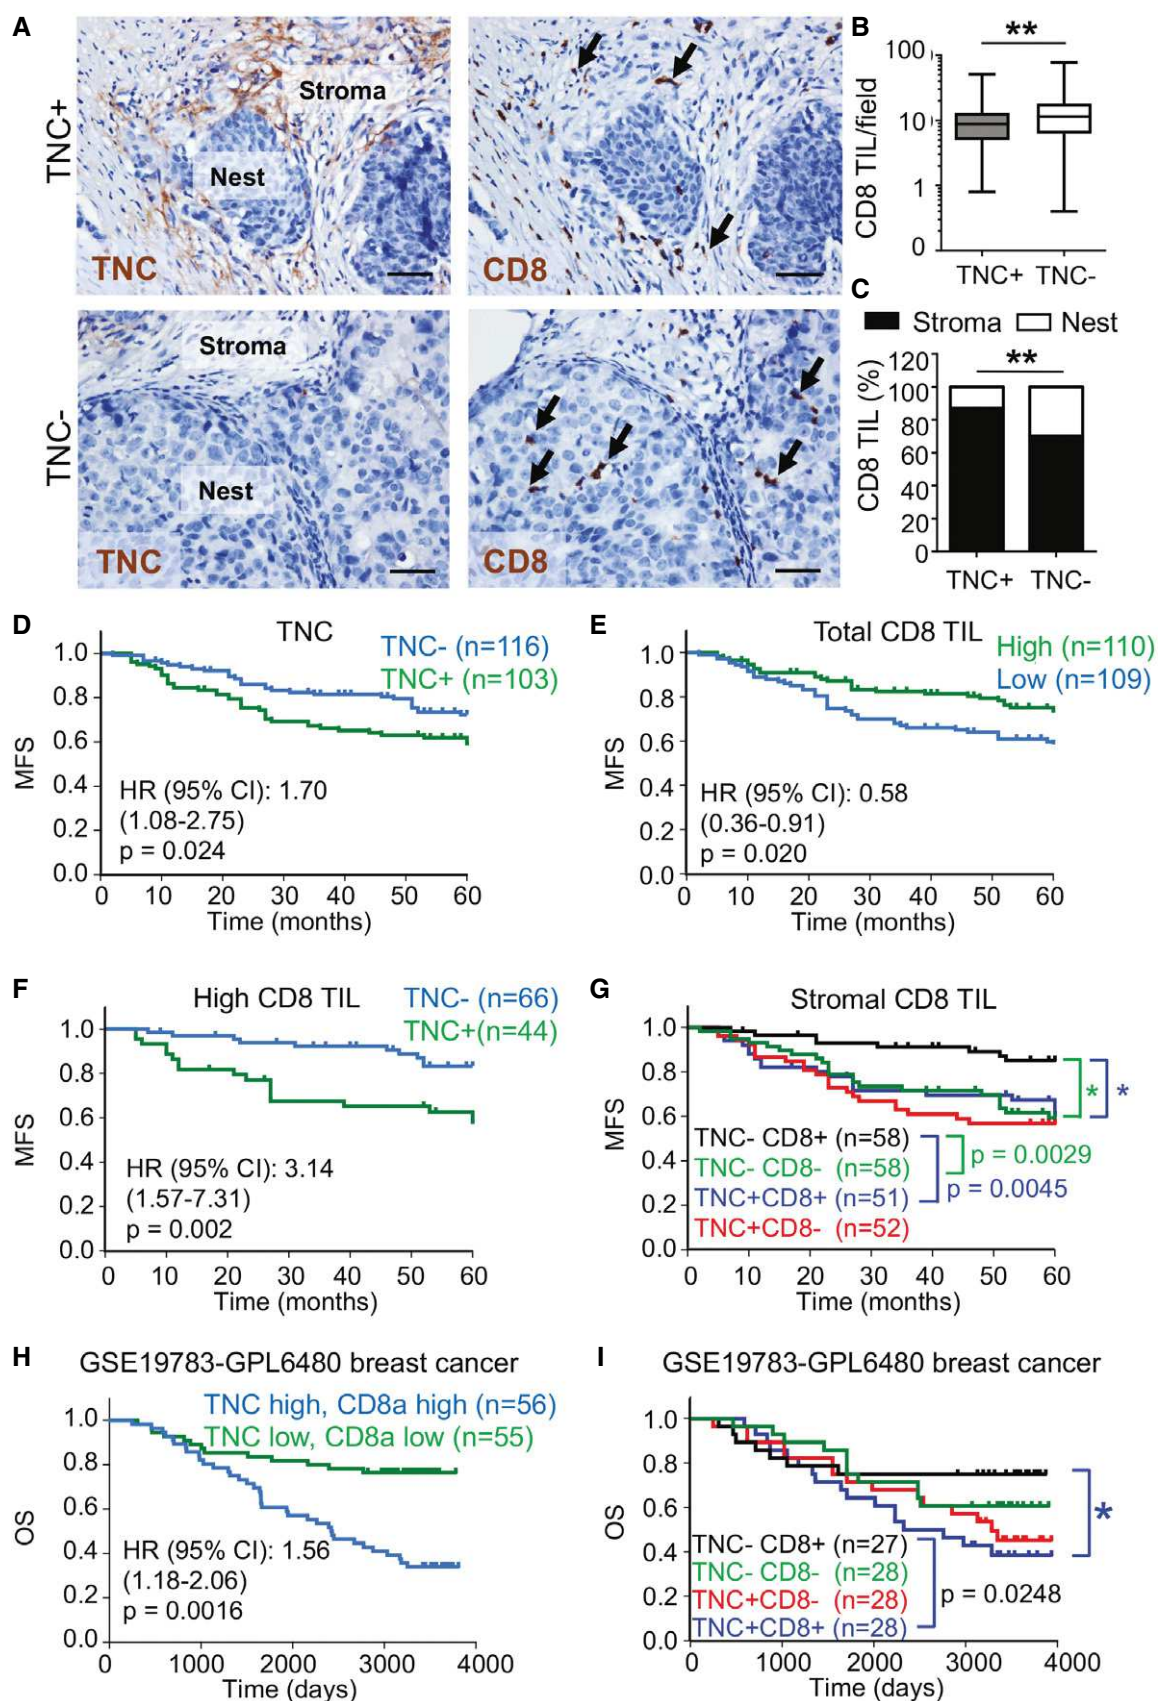 A
TNC+
Stroma
Nest
TNC
CD8
TNC-
Stroma
Nest
TNC
CD8
B
**
CD8 TIL/field
100
10
1
0
TNC+ TNC-
C
Stroma Nest
**
CD8 TIL (%)
120
100
80
60
40
20
0
TNC+ TNC-
D
TNC
TNC- (n=116)
TNC+ (n=103)
MFS
1.0
0.8
0.6
0.4
0.2
0.0
HR (95% CI): 1.70
(1.08-2.75)
p = 0.024
0 10 20 30 40 50 60
Time (months)
E
Total CD8 TIL
High (n=110)
Low (n=109)
MFS
1.0
0.8
0.6
0.4
0.2
0.0
HR (95% CI): 0.58
(0.36-0.91)
p = 0.020
0 10 20 30 40 50 60
Time (months)
F
High CD8 TIL
TNC- (n=66)
TNC+(n=44)
MFS
1.0
0.8
0.6
0.4
0.2
0.0
HR (95% CI): 3.14
(1.57-7.31)
p = 0.002
0 10 20 30 40 50 60
Time (months)
G
Stromal CD8 TIL
MFS
1.0
0.8
0.6
0.4
0.2
0.0
* *
TNC- CD8+ (n=58)
TNC- CD8- (n=58)
TNC+CD8+ (n=51)
TNC+CD8- (n=52)
p = 0.0029
p = 0.0045
0 10 20 30 40 50 60
Time (months)
H
GSE19783-GPL6480 breast cancer
TNC high, CD8a high (n=56)
TNC low, CD8a low (n=55)
OS
1.0
0.8
0.6
0.4
0.2
0.0
HR (95% CI): 1.56
(1.18-2.06)
p = 0.0016
0 1000 2000 3000 4000
Time (days)
I
GSE19783-GPL6480 breast cancer
OS
1.0
0.8
0.6
0.4
0.2
0.0
*
TNC- CD8+ (n=27)
TNC- CD8- (n=28)
TNC+CD8- (n=28)
TNC+CD8+ (n=28)
p = 0.0248
0 1000 2000 3000 4000
Time (days)